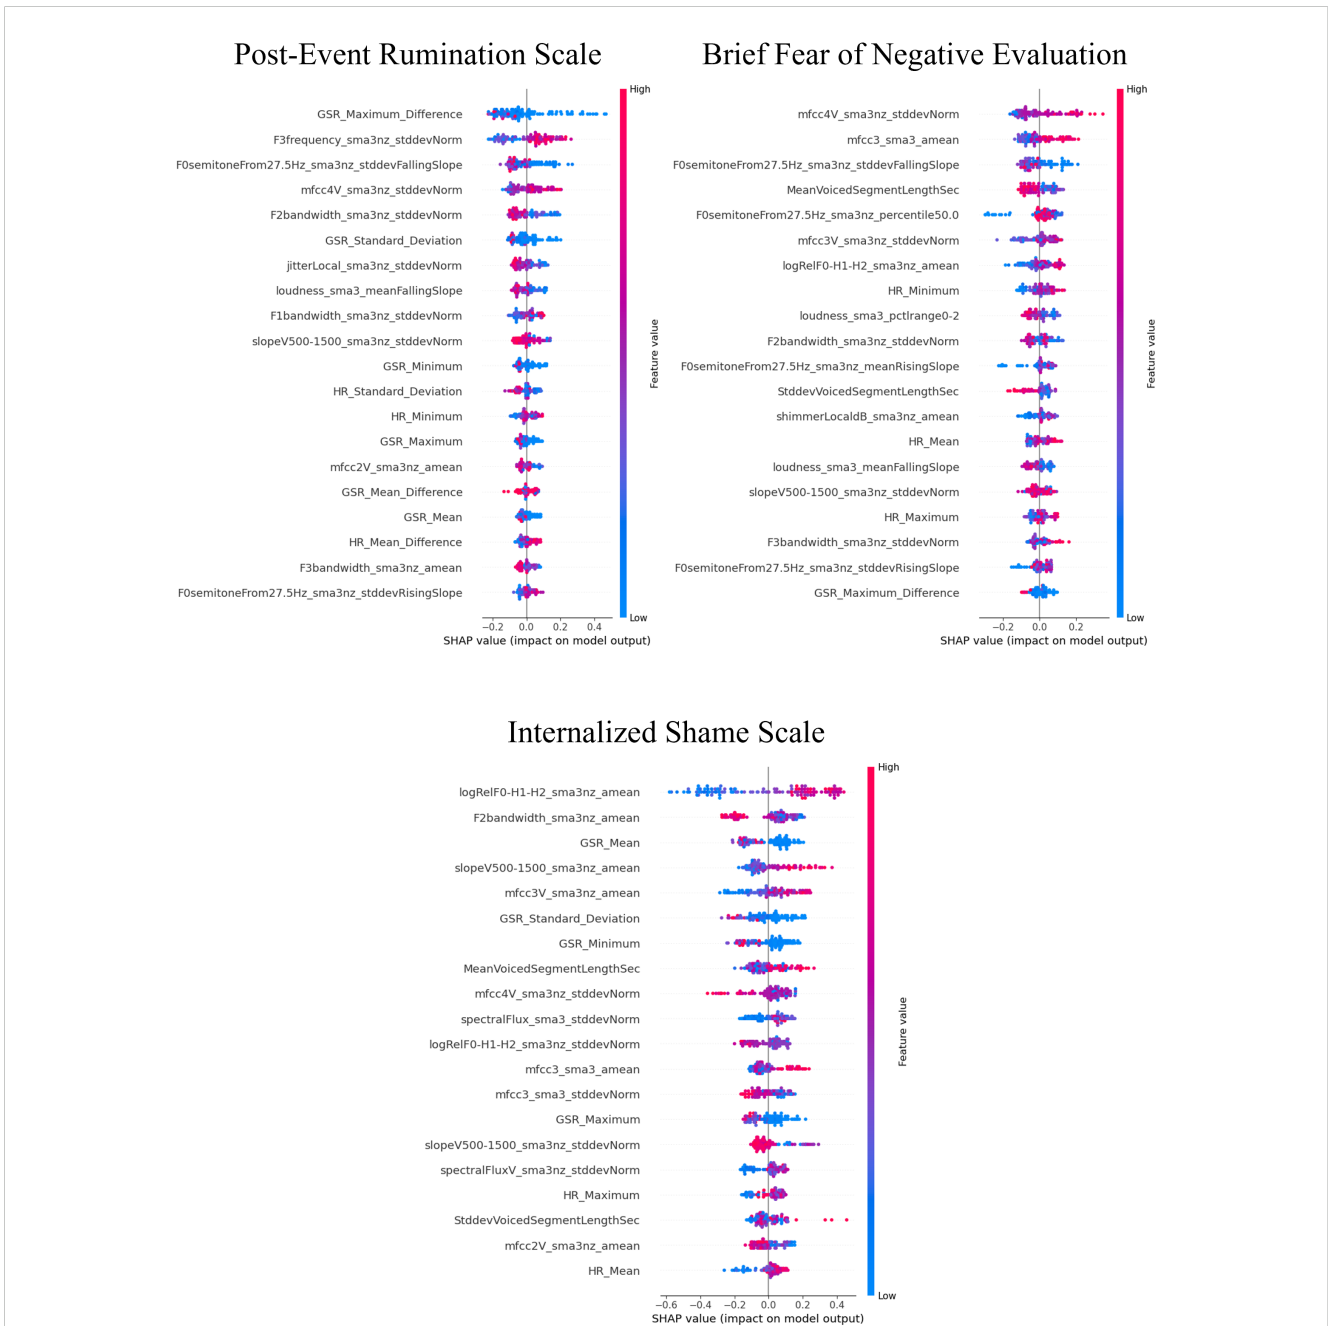 Post-Event Rumination Scale
High
GSR_Maximum_Difference
F3frequency_sma3nz_stddevNorm
F0semitoneFrom27.5Hz_sma3nz_stddevFallingSlope
mfcc4V_sma3nz_stddevNorm
F2bandwidth_sma3nz_stddevNorm
GSR_Standard_Deviation
jitterLocal_sma3nz_stddevNorm
loudness_sma3_meanFallingSlope
F1bandwidth_sma3nz_stddevNorm
slopeV500-1500_sma3nz_stddevNorm
GSR_Minimum
HR_Standard_Deviation
HR_Minimum
GSR_Maximum
mfcc2V_sma3nz_amean
GSR_Mean_Difference
GSR_Mean
HR_Mean_Difference
F3bandwidth_sma3nz_amean
F0semitoneFrom27.5Hz_sma3nz_stddevRisingSlope
Feature value
Low
−0.2 0.0 0.2 0.4
SHAP value (impact on model output)
Brief Fear of Negative Evaluation
High
mfcc4V_sma3nz_stddevNorm
mfcc3_sma3_amean
F0semitoneFrom27.5Hz_sma3nz_stddevFallingSlope
MeanVoicedSegmentLengthSec
F0semitoneFrom27.5Hz_sma3nz_percentile50.0
mfcc3V_sma3nz_stddevNorm
logRelF0-H1-H2_sma3nz_amean
HR_Minimum
loudness_sma3_pctlrange0-2
F2bandwidth_sma3nz_stddevNorm
F0semitoneFrom27.5Hz_sma3nz_meanRisingSlope
StddevVoicedSegmentLengthSec
shimmerLocaldB_sma3nz_amean
HR_Mean
loudness_sma3_meanFallingSlope
slopeV500-1500_sma3nz_stddevNorm
HR_Maximum
F3bandwidth_sma3nz_stddevNorm
F0semitoneFrom27.5Hz_sma3nz_stddevRisingSlope
GSR_Maximum_Difference
Feature value
Low
−0.2 0.0 0.2
SHAP value (impact on model output)
Internalized Shame Scale
High
logRelF0-H1-H2_sma3nz_amean
F2bandwidth_sma3nz_amean
GSR_Mean
slopeV500-1500_sma3nz_amean
mfcc3V_sma3nz_amean
GSR_Standard_Deviation
GSR_Minimum
MeanVoicedSegmentLengthSec
mfcc4V_sma3nz_stddevNorm
spectralFlux_sma3_stddevNorm
logRelF0-H1-H2_sma3nz_stddevNorm
mfcc3_sma3_amean
mfcc3_sma3_stddevNorm
GSR_Maximum
slopeV500-1500_sma3nz_stddevNorm
spectralFluxV_sma3nz_stddevNorm
HR_Maximum
StddevVoicedSegmentLengthSec
mfcc2V_sma3nz_amean
HR_Mean
Feature value
Low
−0.6 −0.4 −0.2 0.0 0.2 0.4
SHAP value (impact on model output)